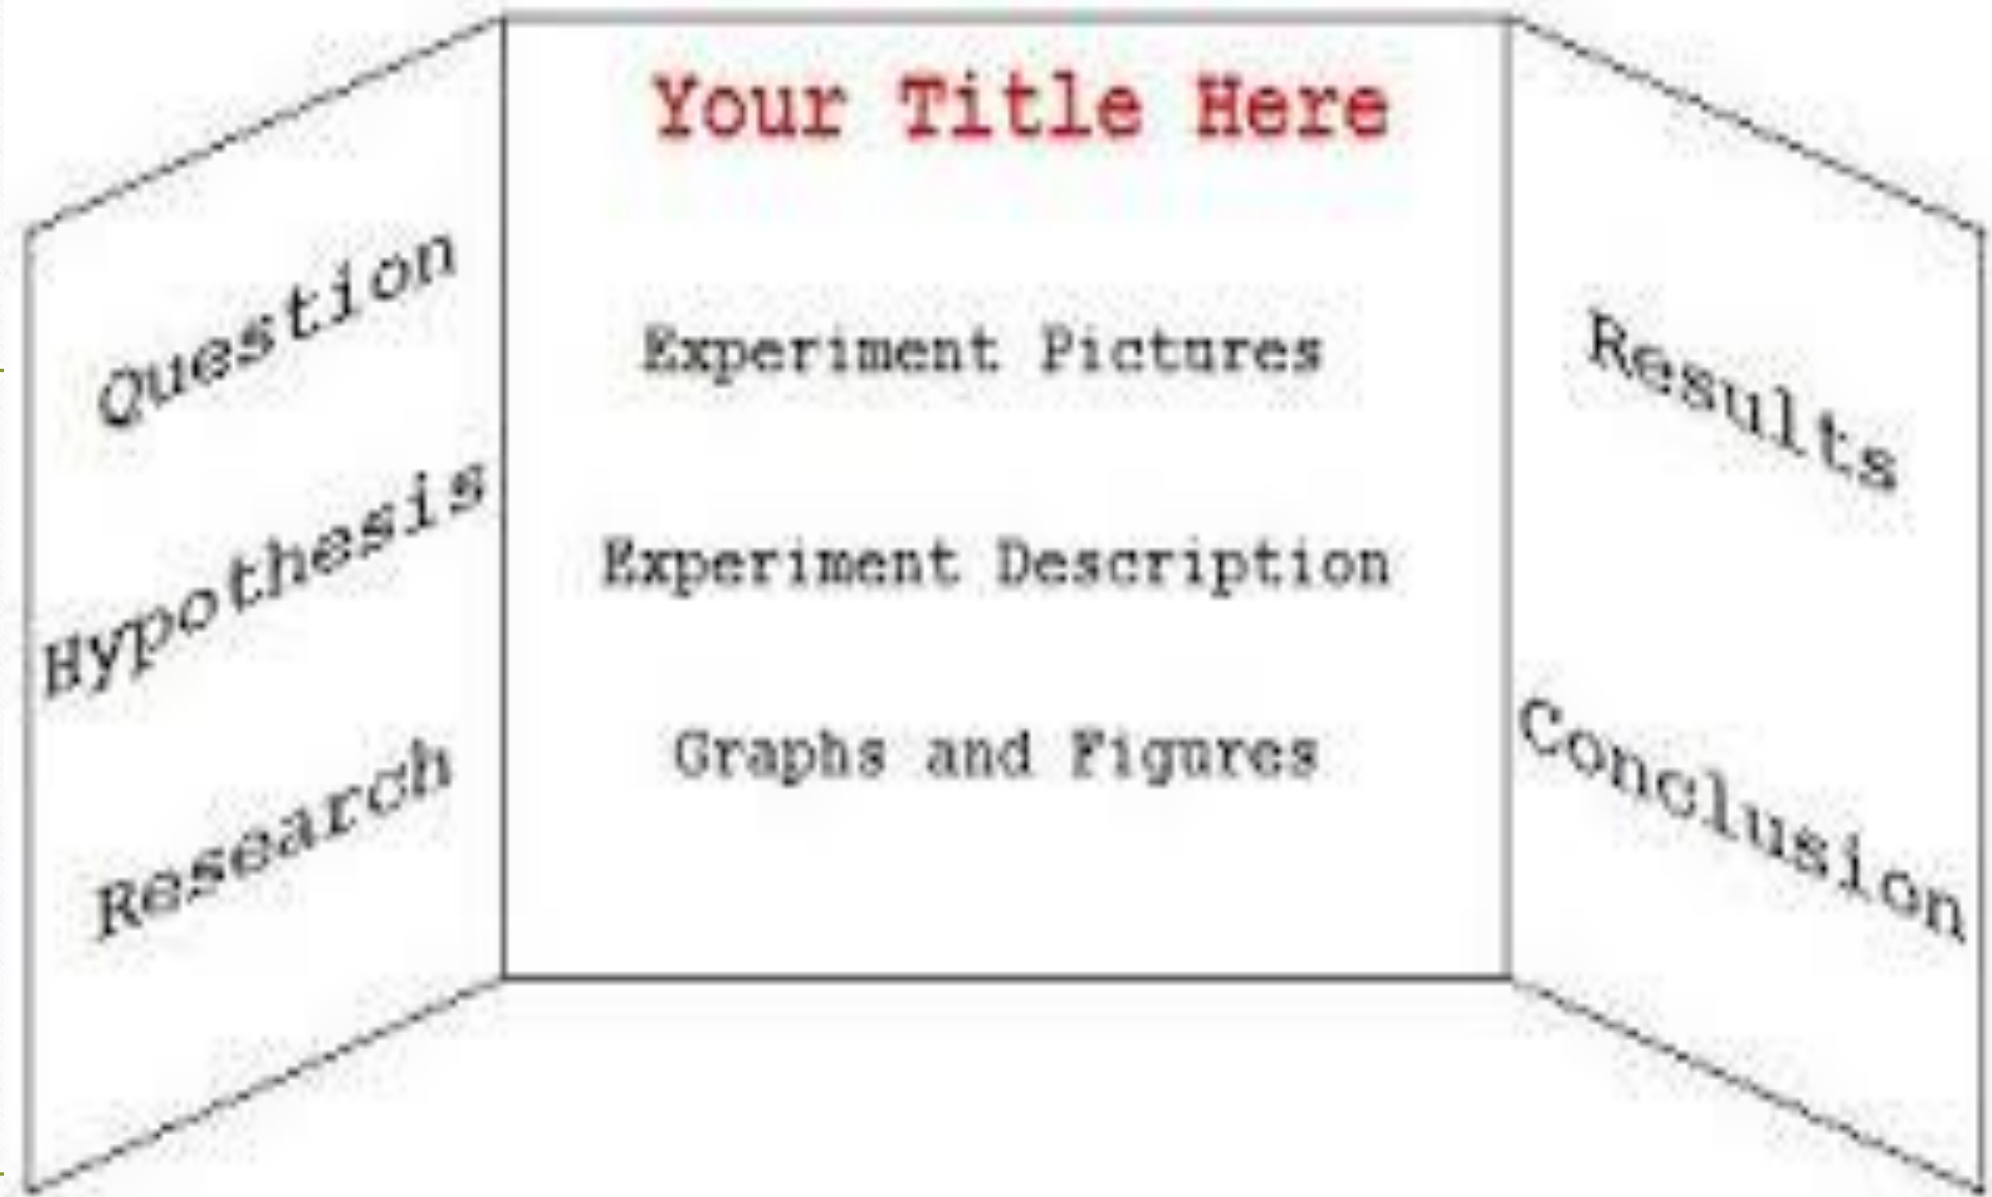 Question
Hypothesis
Research
Your Title Here
Experiment Pictures
Experiment Description
Graphs and Figures
Results
Conclusion